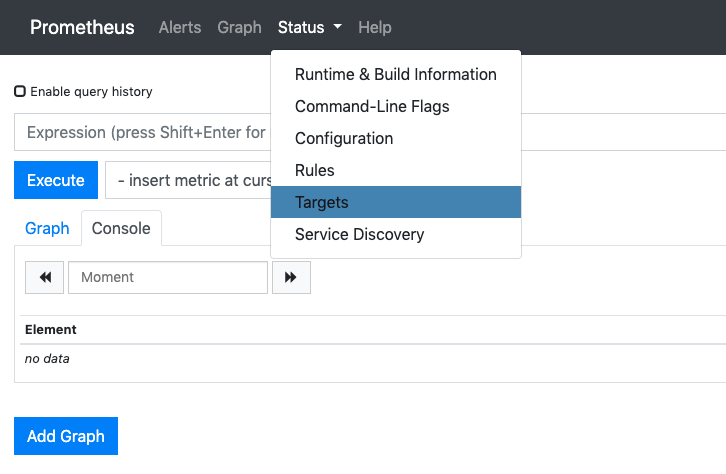 Prometheus Alerts Graph Status Help
Runtime & Build Information
Enable query history
Command-Line Flags
Expression (press Shift+Enter for
Configuration
Rules
Execute - insert metric at curs
Targets
Graph Console
Service Discovery
Moment
Element
no data
Add Graph